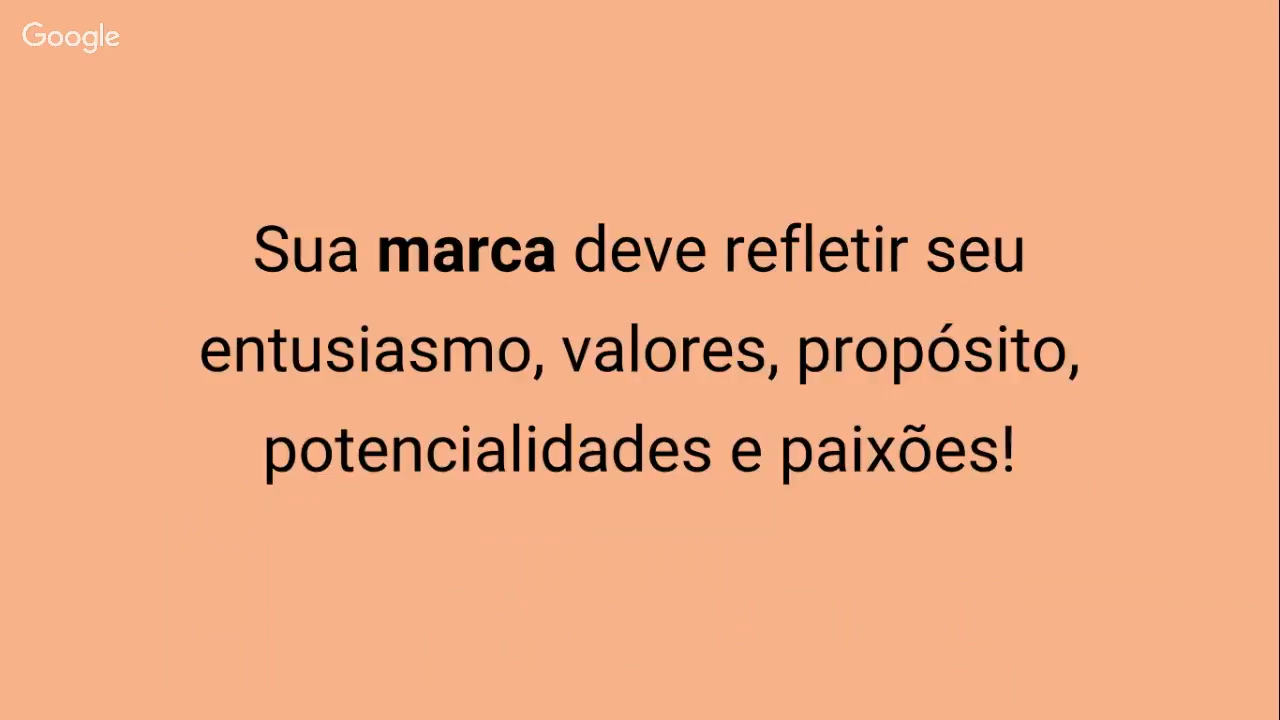 Google
Sua marca deve refletir seu
entusiasmo, valores, propósito,
potencialidades e paixões!